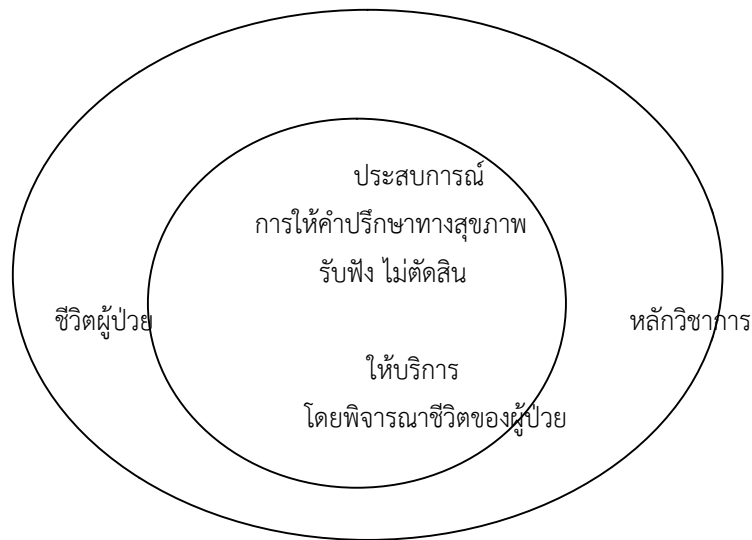 ประสบการณ์
การให้คำปรึกษาทางสุขภาพ
รับฟัง ไม่ตัดสิน
ชีวิตผู้ป่วย
หลักวิชาการ
ให้บริการ
โดยพิจารณาชีวิตของผู้ป่วย